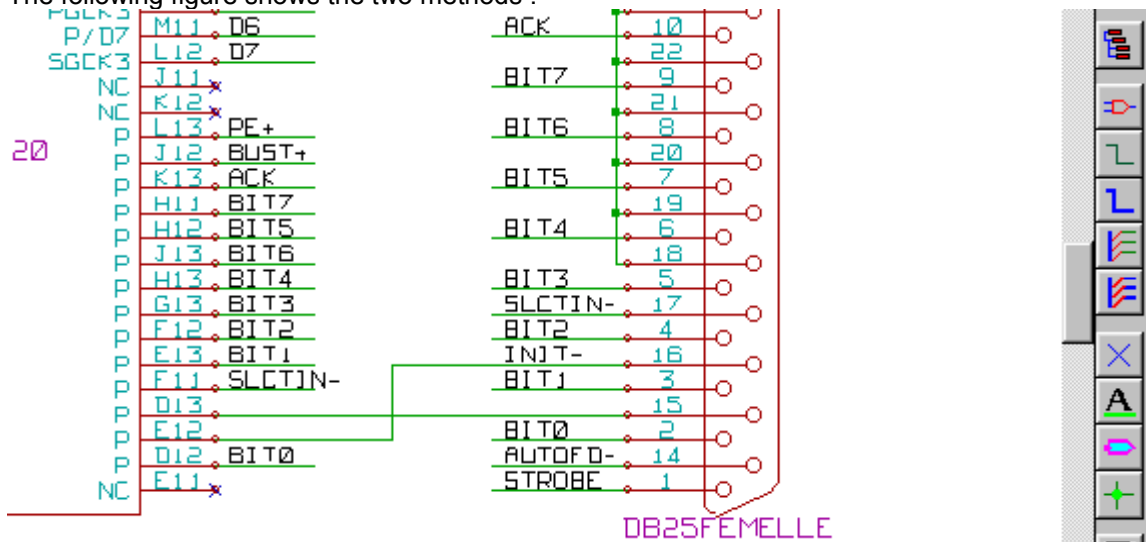 The following figure shows the two methods :
PGCK3
P/D7 M11 D6
SGCK3 L12 D7
NC J11
NC K12
P L13 PE+
P J12 BUST+
P K13 ACK
P H11 BIT7
P H12 BIT5
P J13 BIT6
P H13 BIT4
P G13 BIT3
P F12 BIT2
P E13 BIT1
P F11 SLCTIN-
P D13
P E12
P D12 BIT0
NC E11
20
ACK 10
22
BIT7 9
21
BIT6 8
20
BIT5 7
19
BIT4 6
18
BIT3 5
SLCTIN- 17
BIT2 4
INIT- 16
BIT1 3
15
BIT0 2
AUTOFD- 14
STROBE 1
DB25FEMELLE
A